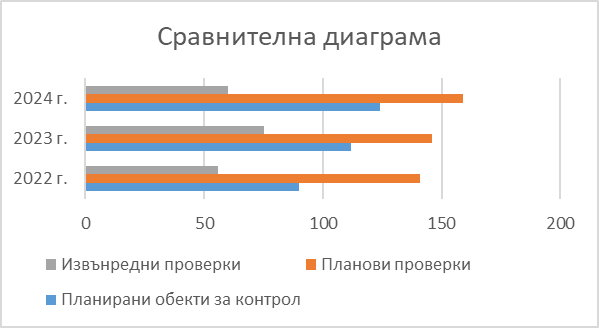 Сравнителна диаграма
2024 г.
2023 г.
2022 г.
0 50 100 150 200
Извънредни проверки Планови проверки
Планирани обекти за контрол